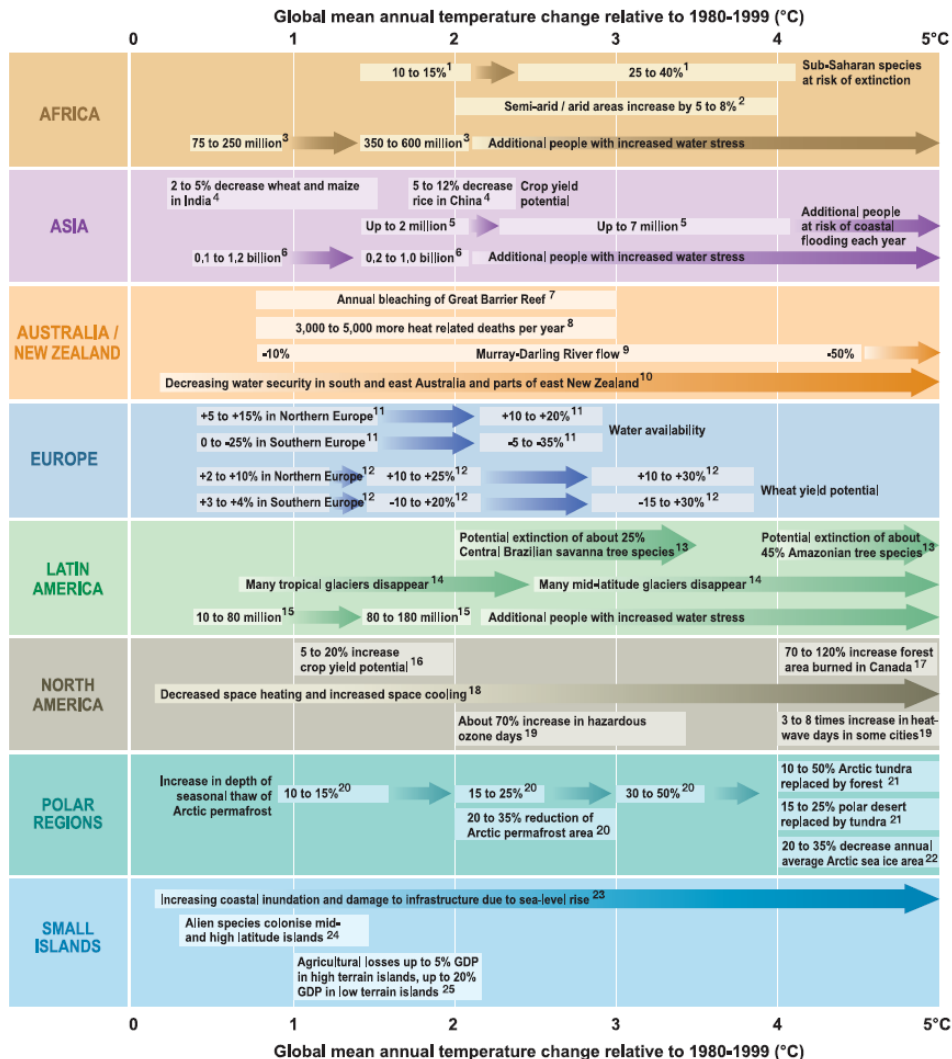 Global mean annual temperature change relative to 1980-1999 (°C)
0 1 2 3 4 5°C
AFRICA
10 to 15%1 25 to 40%1 Sub-Saharan species
at risk of extinction
Semi-arid / arid areas increase by 5 to 8% 2
75 to 250 million3 350 to 600 million3 Additional people with increased water stress
ASIA
2 to 5% decrease wheat and maize
in India4
5 to 12% decrease
rice in China4
Crop yield
potential
Up to 2 million5 Up to 7 million5
Additional people
at risk of coastal
flooding each year
0,1 to 1,2 billion6 0,2 to 1,0 billion6 Additional people with increased water stress
AUSTRALIA /
NEW ZEALAND
Annual bleaching of Great Barrier Reef 7
3,000 to 5,000 more heat related deaths per year 8
-10% Murray-Darling River flow 9 -50%
Decreasing water security in south and east Australia and parts of east New Zealand10
EUROPE
+5 to +15% in Northern Europe11 +10 to +20%11
Water availability
0 to -25% in Southern Europe11 -5 to -35%11
+2 to +10% in Northern Europe12 +10 to +25%12 +10 to +30%12
Wheat yield potential
+3 to +4% in Southern Europe12 -10 to +20%12 -15 to +30%12
LATIN
AMERICA
Potential extinction of about 25%
Central Brazilian savanna tree species13
Potential extinction of about
45% Amazonian tree species13
Many tropical glaciers disappear 14 Many mid-latitude glaciers disappear 14
10 to 80 million15 80 to 180 million15 Additional people with increased water stress
NORTH
AMERICA
5 to 20% increase
crop yield potential 16
70 to 120% increase forest
area burned in Canada17
Decreased space heating and increased space cooling18
About 70% increase in hazardous
ozone days 19
3 to 8 times increase in heat-
wave days in some cities19
POLAR
REGIONS
Increase in depth of
seasonal thaw of
Arctic permafrost
10 to 15%20 15 to 25% 20 30 to 50% 20
20 to 35% reduction of
Arctic permafrost area 20
10 to 50% Arctic tundra
replaced by forest 21
15 to 25% polar desert
replaced by tundra 21
20 to 35% decrease annual
average Arctic sea ice area22
SMALL
ISLANDS
Increasing coastal inundation and damage to infrastructure due to sea-level rise 23
Alien species colonise mid-
and high latitude islands 24
Agricultural losses up to 5% GDP
in high terrain islands, up to 20%
GDP in low terrain islands 25
0 1 2 3 4 5°C
Global mean annual temperature change relative to 1980-1999 (°C)